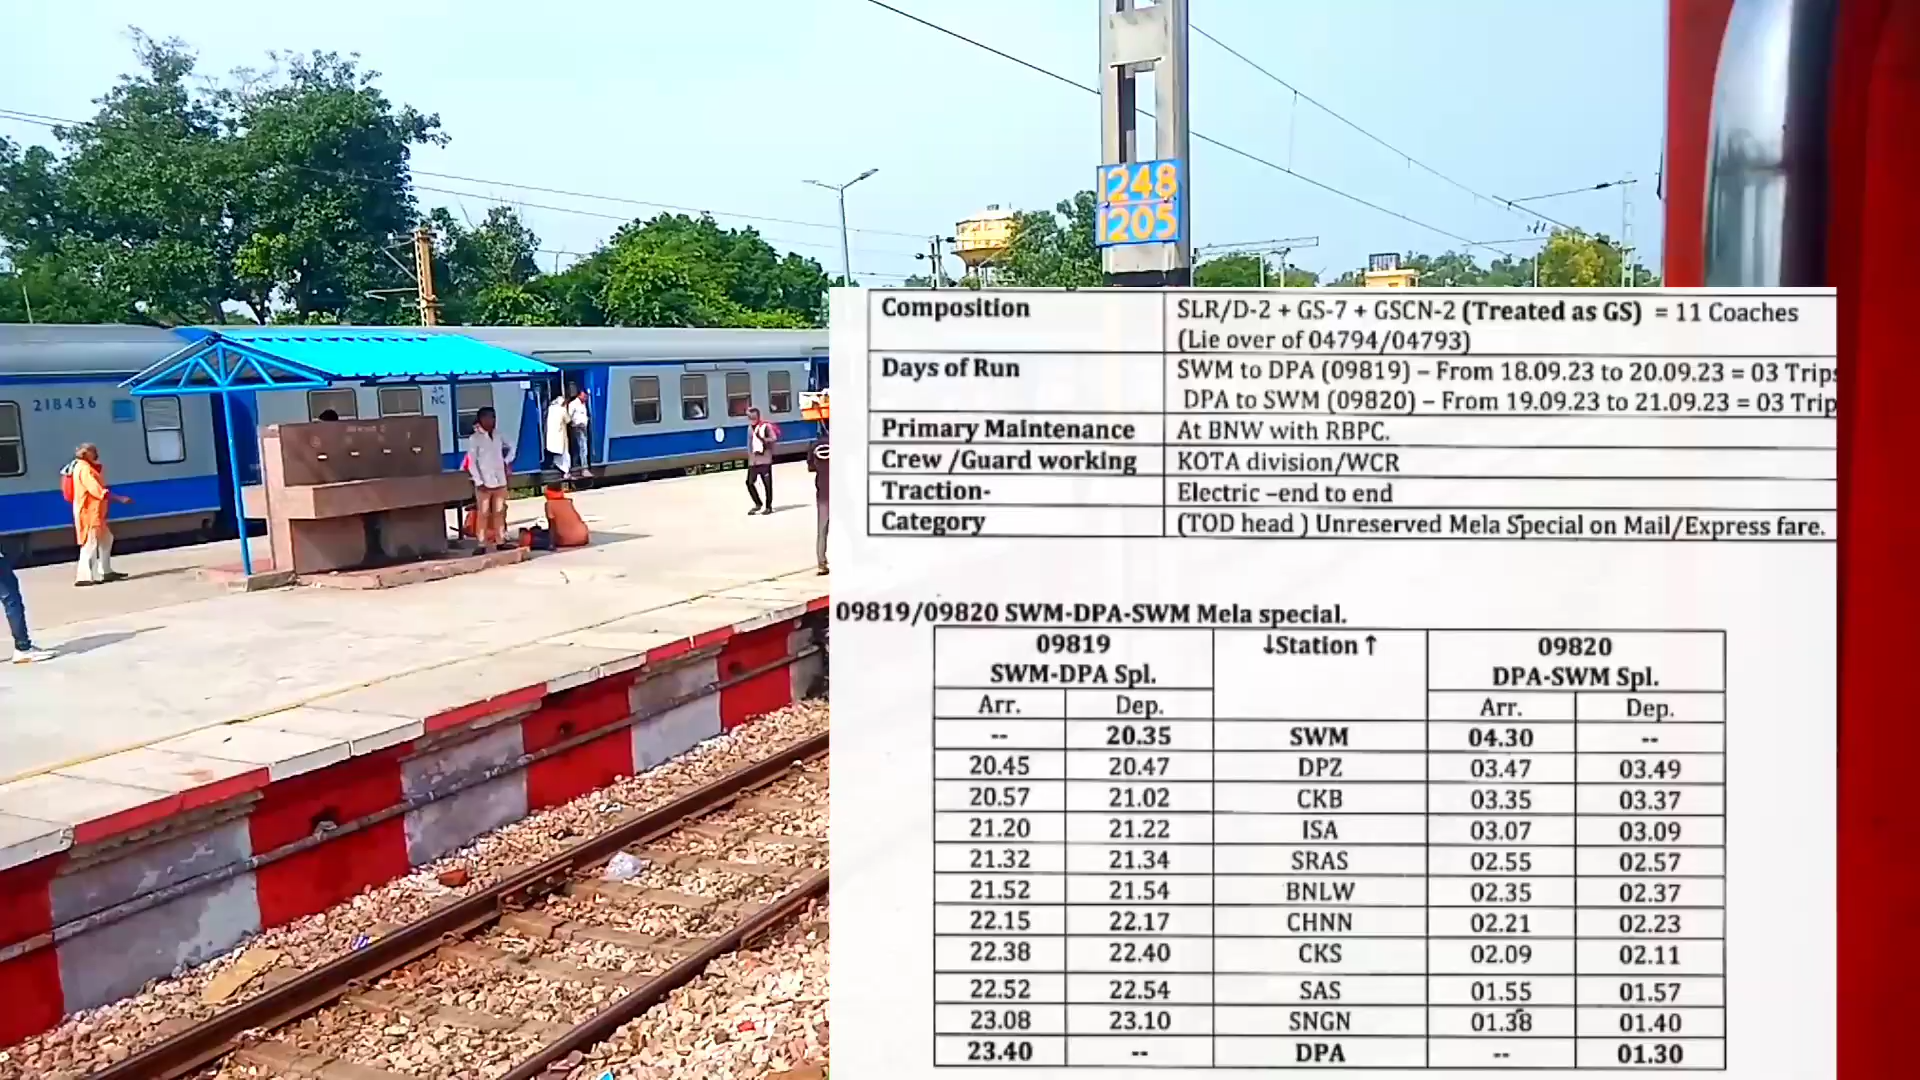 1248
1205
218436
NC
Composition SLR/D-2 + GS-7 + GSCN-2 (Treated as GS) = 11 Coaches
(Lie over of 04794/04793)
Days of Run SWM to DPA (09819) – From 18.09.23 to 20.09.23 = 03 Trips
DPA to SWM (09820) – From 19.09.23 to 21.09.23 = 03 Trip
Primary Maintenance At BNW with RBPC.
Crew /Guard working KOTA division/WCR
Traction- Electric –end to end
Category (TOD head ) Unreserved Mela Special on Mail/Express fare.
09819/09820 SWM-DPA-SWM Mela special.
09819 ↓Station ↑ 09820
SWM-DPA Spl. DPA-SWM Spl.
Arr. Dep. Arr. Dep.
-- 20.35 SWM 04.30 --
20.45 20.47 DPZ 03.47 03.49
20.57 21.02 CKB 03.35 03.37
21.20 21.22 ISA 03.07 03.09
21.32 21.34 SRAS 02.55 02.57
21.52 21.54 BNLW 02.35 02.37
22.15 22.17 CHNN 02.21 02.23
22.38 22.40 CKS 02.09 02.11
22.52 22.54 SAS 01.55 01.57
23.08 23.10 SNGN 01.38 01.40
23.40 -- DPA -- 01.30